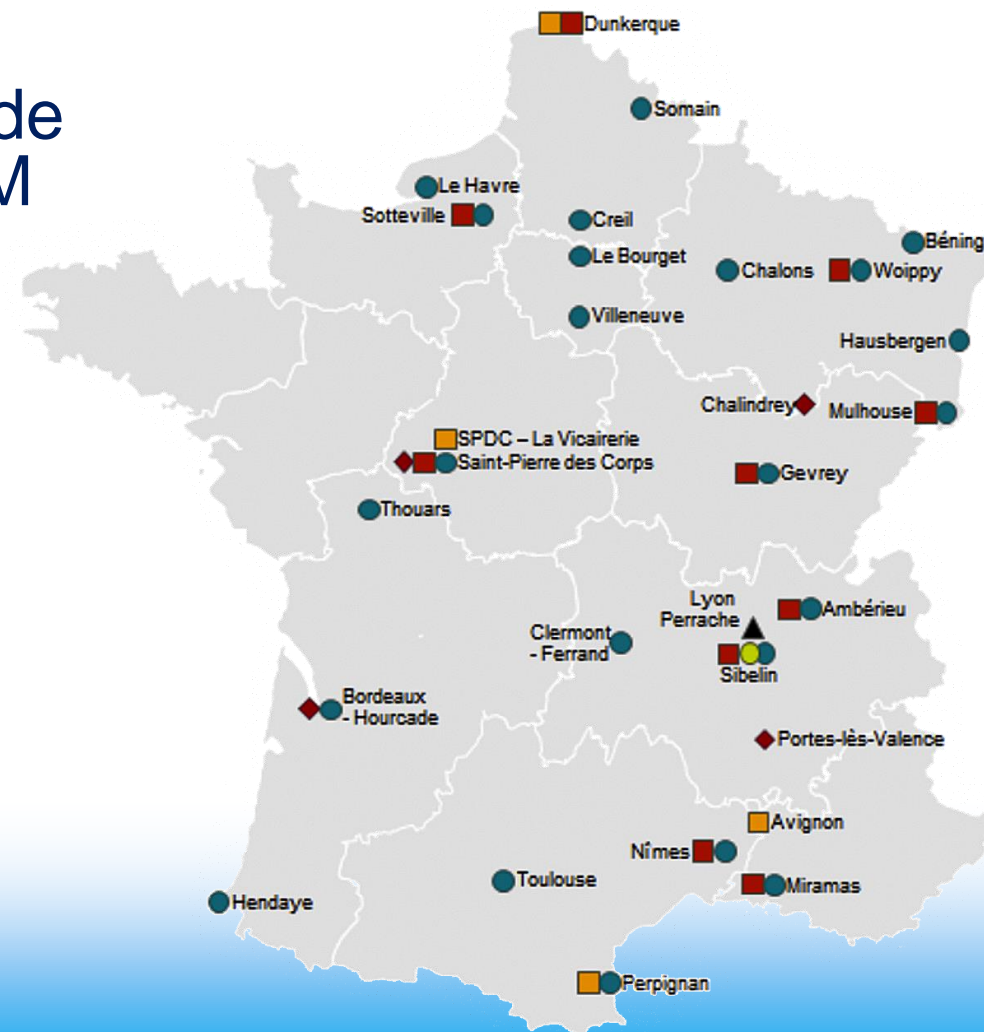 de
M
Dunkerque
Somain
Le Havre
Sotteville
Creil
Le Bourget
Béning
Chalons
Woippy
Villeneuve
Hausbergen
Chalindrey
Mulhouse
SPDC – La Vicairerie
Saint-Pierre des Corps
Gevrey
Thouars
Lyon
Perrache
Ambérieu
Clermont
- Ferrand
Sibelin
Bordeaux
- Hourcade
Portes-lès-Valence
Avignon
Nîmes
Toulouse
Miramas
Hendaye
Perpignan